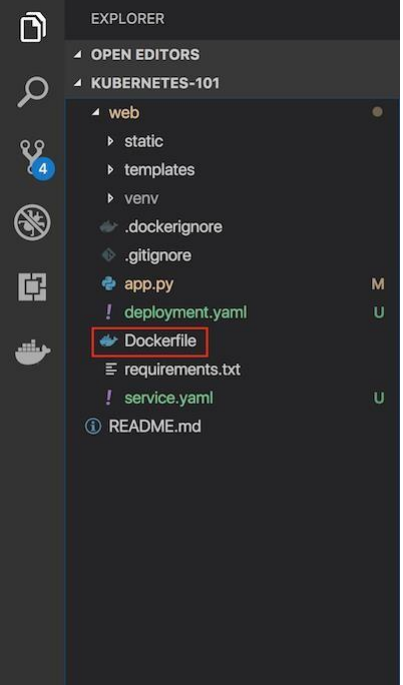 EXPLORER
OPEN EDITORS
KUBERNETES-101
web
static
templates
4
venv
.dockerignore
.gitignore
app.py M
! deployment.yaml U
Dockerfile
requirements.txt
! service.yaml U
README.md